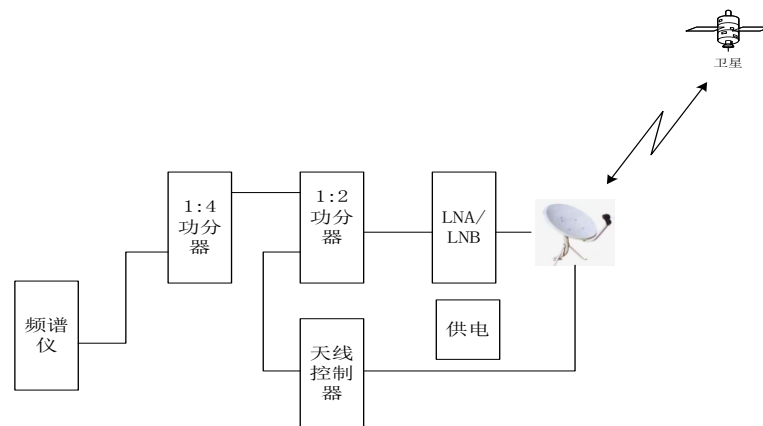 卫星
1:4
功分
器
1:2
功分
器
LNA/
LNB
频谱
仪
供电
天线
控制
器